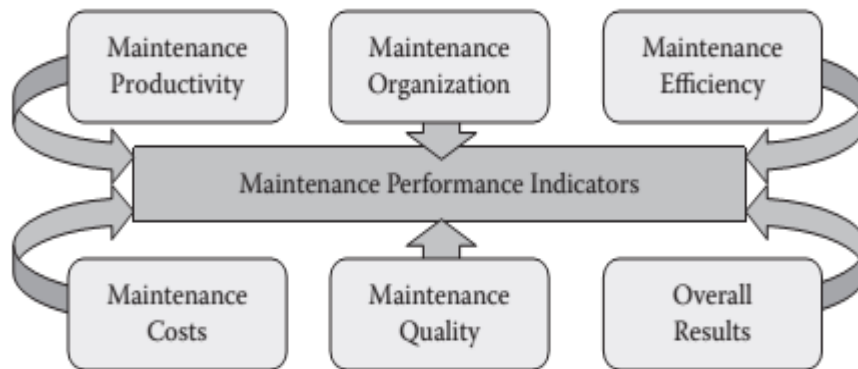 Maintenance
Productivity
Maintenance
Organization
Maintenance
Efficiency
Maintenance Performance Indicators
Maintenance
Costs
Maintenance
Quality
Overall
Results